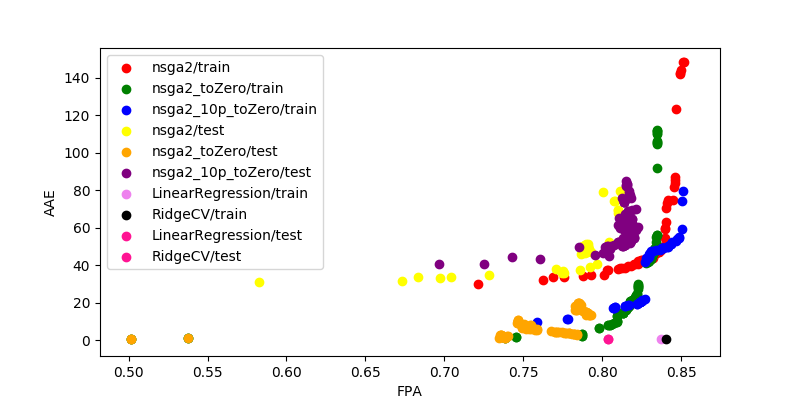 nsga2/train
nsga2_toZero/train
nsga2_10p_toZero/train
nsga2/test
nsga2_toZero/test
nsga2_10p_toZero/test
LinearRegression/train
RidgeCV/train
LinearRegression/test
RidgeCV/test
AAE
140
120
100
80
60
40
20
0
0.50 0.55 0.60 0.65 0.70 0.75 0.80 0.85
FPA